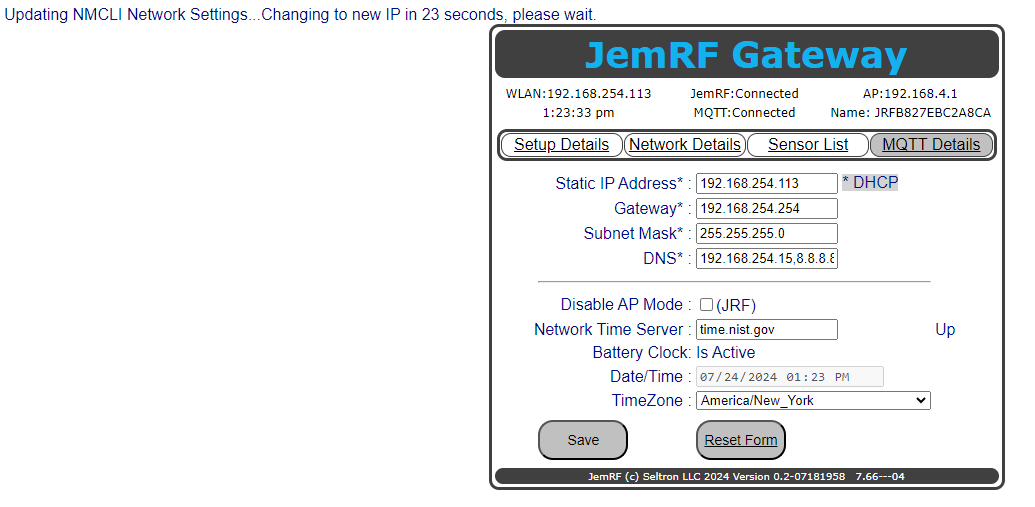 Updating NMCLI Network Settings...Changing to new IP in 23 seconds, please wait.
JemRF Gateway
WLAN:192.168.254.113 JemRF:Connected AP:192.168.4.1
1:23:33 pm MQTT:Connected Name: JRFB827EBC2A8CA
Setup Details Network Details Sensor List MQTT Details
Static IP Address* : 192.168.254.113 * DHCP
Gateway* : 192.168.254.254
Subnet Mask* : 255.255.255.0
DNS* : 192.168.254.15,8.8.8.8
Disable AP Mode : (JRF)
Network Time Server : time.nist.gov Up
Battery Clock: Is Active
Date/Time : 07/24/2024 01:23 PM
TimeZone : America/New_York
Save Reset Form
JemRF (c) Seltron LLC 2024 Version 0.2-07181958 7.66---04